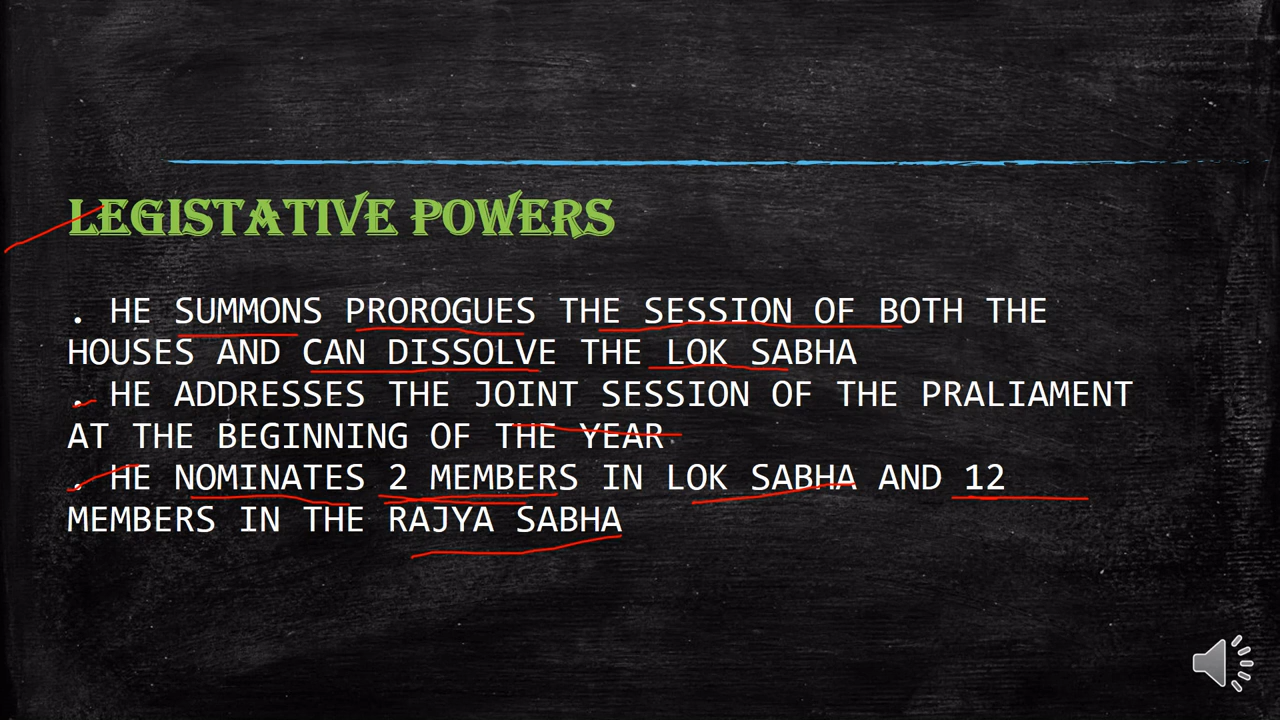 LEGISTATIVE POWERS
. HE SUMMONS PROROGUES THE SESSION OF BOTH THE
HOUSES AND CAN DISSOLVE THE LOK SABHA
. HE ADDRESSES THE JOINT SESSION OF THE PRALIAMENT
AT THE BEGINNING OF THE YEAR
. HE NOMINATES 2 MEMBERS IN LOK SABHA AND 12
MEMBERS IN THE RAJYA SABHA